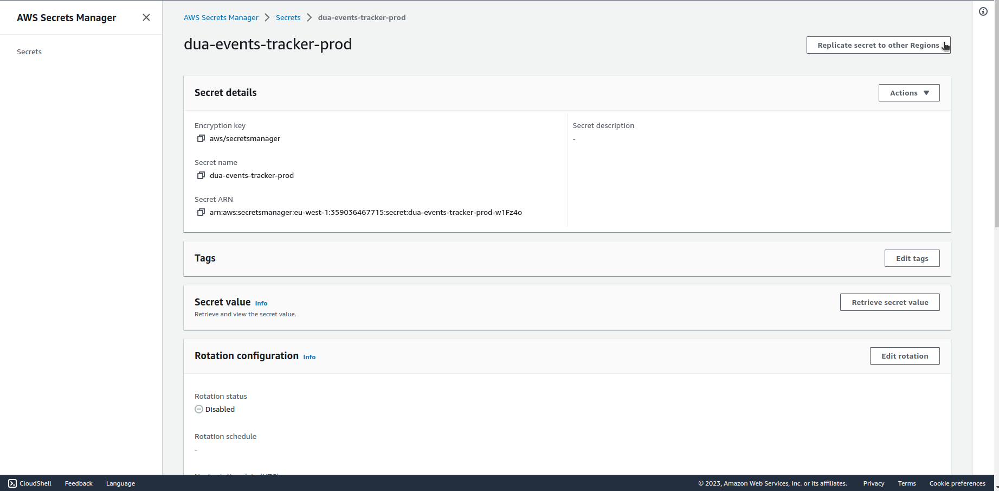 AWS Secrets Manager
Secrets
AWS Secrets Manager > Secrets > dua-events-tracker-prod
dua-events-tracker-prod
Replicate secret to other Regions
Secret details
Actions ▼
Encryption key
aws/secretsmanager
Secret description
-
Secret name
dua-events-tracker-prod
Secret ARN
arn:aws:secretsmanager:eu-west-1:359036467715:secret:dua-events-tracker-prod-w1Fz4o
Tags
Edit tags
Secret value Info
Retrieve and view the secret value.
Retrieve secret value
Rotation configuration Info
Edit rotation
Rotation status
Disabled
Rotation schedule
-
CloudShell
Feedback
Language
© 2023, Amazon Web Services, Inc. or its affiliates.
Privacy
Terms
Cookie preferences